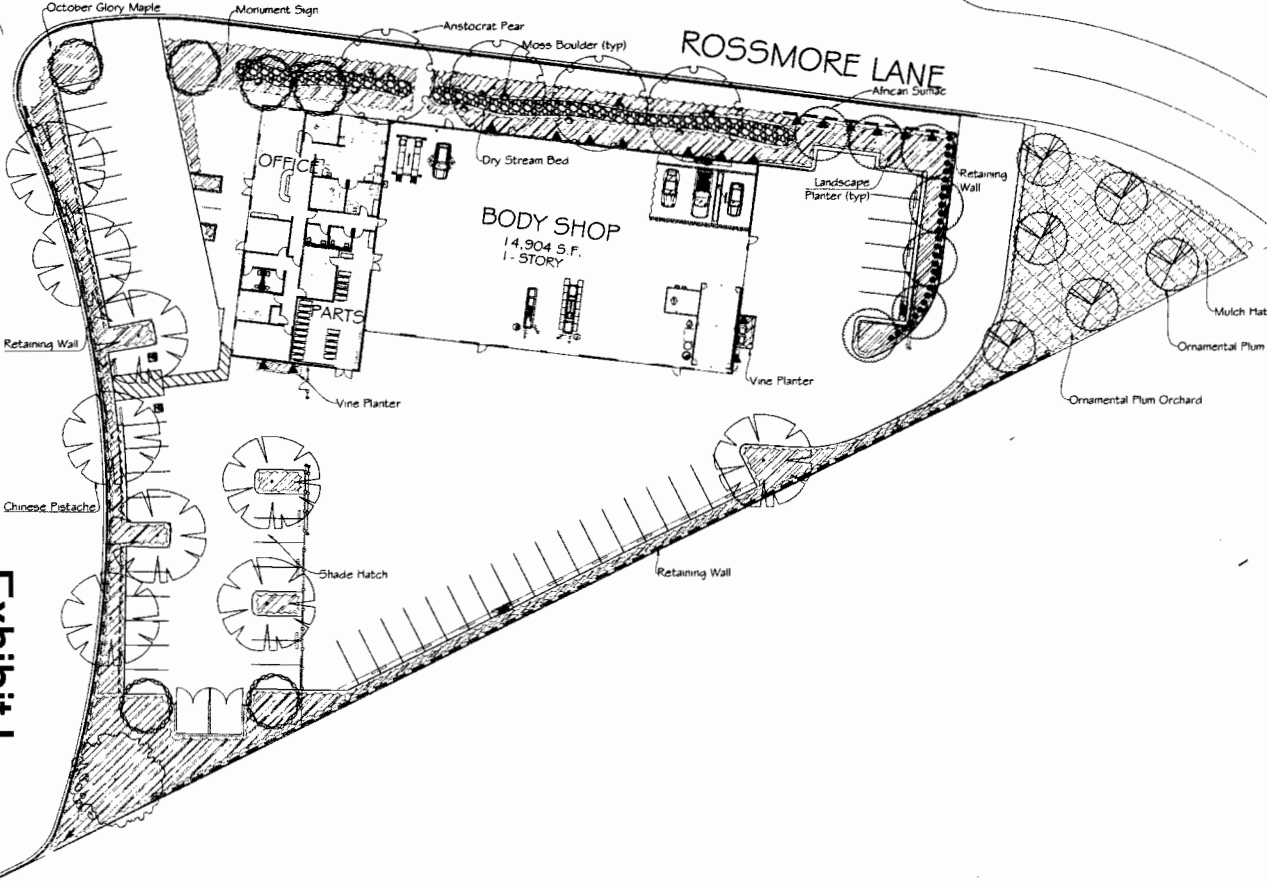 October Glory Maple
Monument Sign
Aristocrat Pear
Moss Boulder (typ)
ROSSMORE LANE
African Sumac
OFFICE
Dry Stream Bed
Retaining
Wall
Landscape
Planter (typ)
BODY SHOP
14,904 S.F.
1 - STORY
PARTS
Mulch Hat
Retaining Wall
Ornamental Plum
Vine Planter
Vine Planter
Ornamental Plum Orchard
Chinese Pistache
Shade Hatch
Retaining Wall
Exhibit